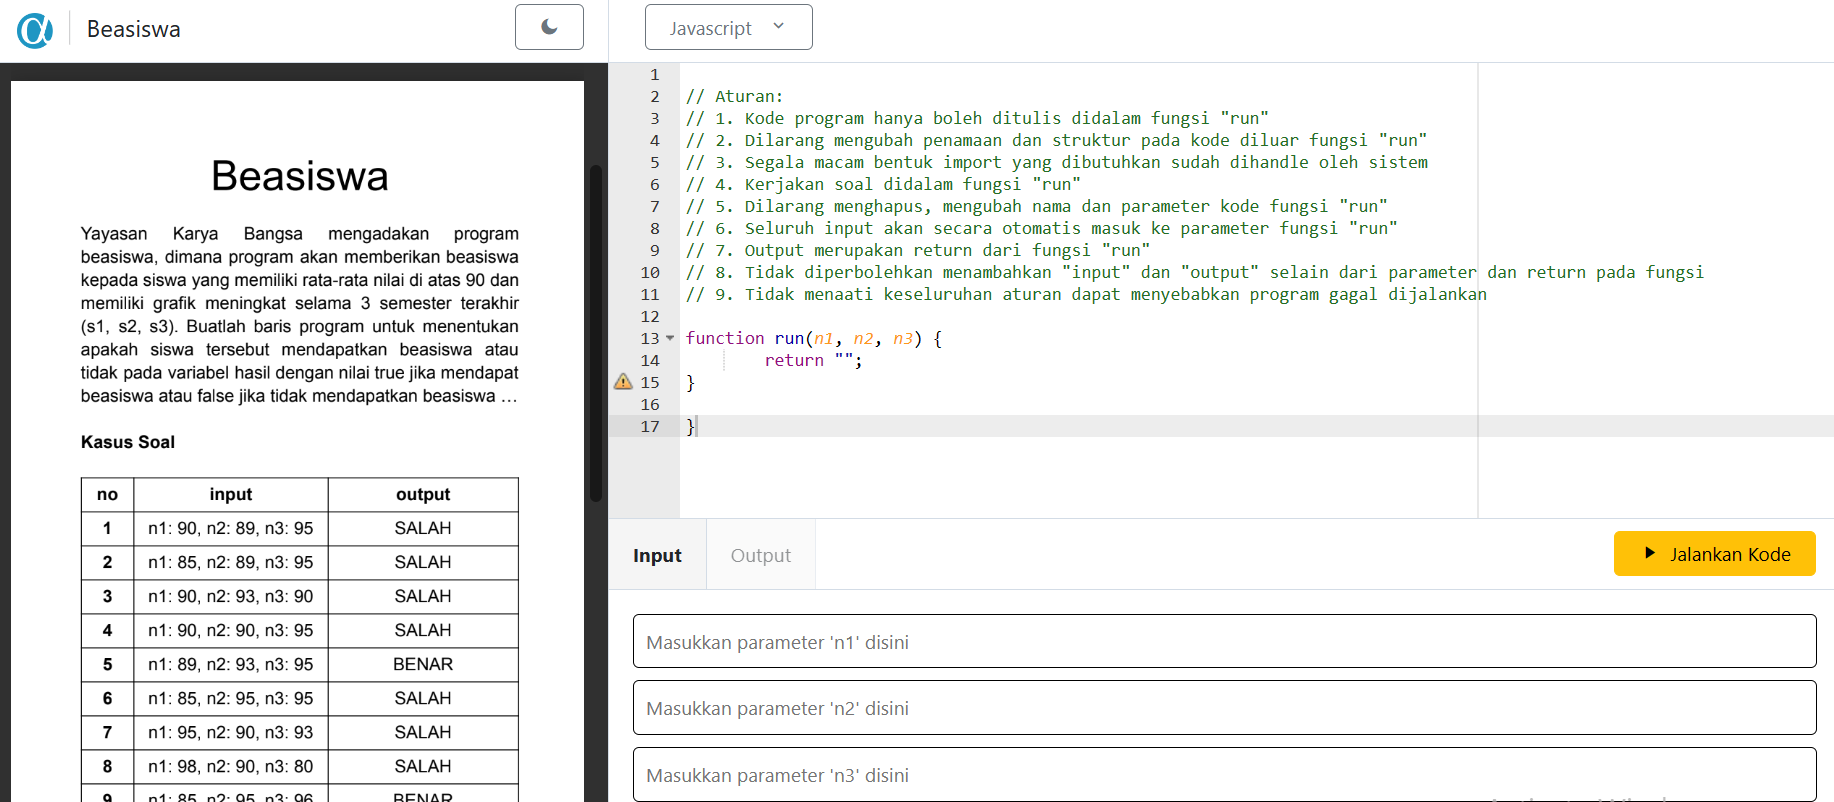 Beasiswa
Javascript
Beasiswa
Yayasan Karya Bangsa mengadakan program
beasiswa, dimana program akan memberikan beasiswa
kepada siswa yang memiliki rata-rata nilai di atas 90 dan
memiliki grafik meningkat selama 3 semester terakhir
(s1, s2, s3). Buatlah baris program untuk menentukan
apakah siswa tersebut mendapatkan beasiswa atau
tidak pada variabel hasil dengan nilai true jika mendapat
beasiswa atau false jika tidak mendapatkan beasiswa ...
Kasus Soal
no input output
1 n1: 90, n2: 89, n3: 95 SALAH
2 n1: 85, n2: 89, n3: 95 SALAH
3 n1: 90, n2: 93, n3: 90 SALAH
4 n1: 90, n2: 90, n3: 95 SALAH
5 n1: 89, n2: 93, n3: 95 BENAR
6 n1: 85, n2: 95, n3: 95 SALAH
7 n1: 95, n2: 90, n3: 93 SALAH
8 n1: 98, n2: 90, n3: 80 SALAH
9 n1: 85, n2: 95, n3: 96 BENAR
1
2 // Aturan:
3 // 1. Kode program hanya boleh ditulis didalam fungsi "run"
4 // 2. Dilarang mengubah penamaan dan struktur pada kode diluar fungsi "run"
5 // 3. Segala macam bentuk import yang dibutuhkan sudah dihandle oleh sistem
6 // 4. Kerjakan soal didalam fungsi "run"
7 // 5. Dilarang menghapus, mengubah nama dan parameter kode fungsi "run"
8 // 6. Seluruh input akan secara otomatis masuk ke parameter fungsi "run"
9 // 7. Output merupakan return dari fungsi "run"
10 // 8. Tidak diperbolehkan menambahkan "input" dan "output" selain dari parameter dan return pada fungsi
11 // 9. Tidak menaati keseluruhan aturan dapat menyebabkan program gagal dijalankan
12
13 function run(n1, n2, n3) {
14 return "";
15 }
16
17 }
Input Output Jalankan Kode
Masukkan parameter 'n1' disini
Masukkan parameter 'n2' disini
Masukkan parameter 'n3' disini